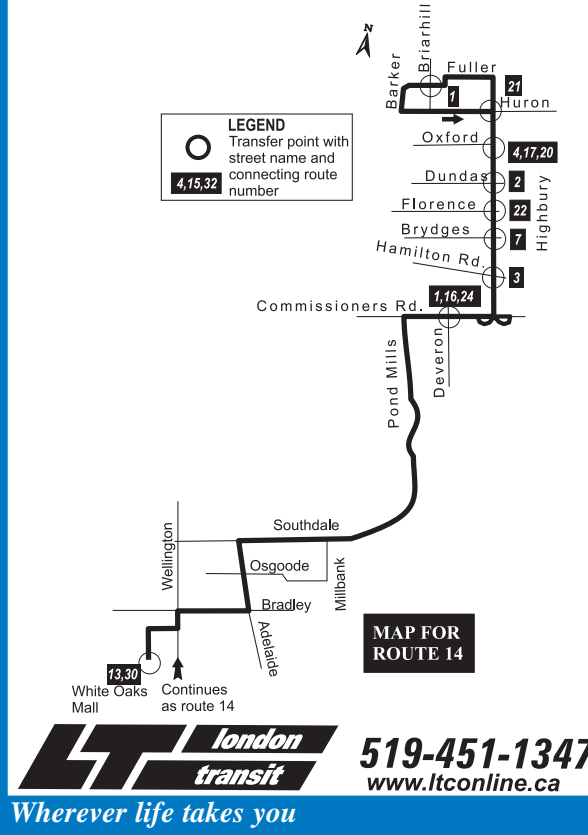 N
Briarhill
Fuller
Barker
1
21
Huron
LEGEND
Transfer point with
street name and
connecting route
number
4,15,32
Oxford
4,17,20
Dundas
2
Florence
22
Highbury
Brydges
7
Hamilton Rd.
3
Commissioners Rd.
1,16,24
Deveron
Pond Mills
Southdale
Wellington
Osgoode
Millbank
Bradley
Adelaide
MAP FOR
ROUTE 14
13,30
White Oaks
Mall
Continues
as route 14
LT london
transit
519-451-1347
www.ltconline.ca
Wherever life takes you